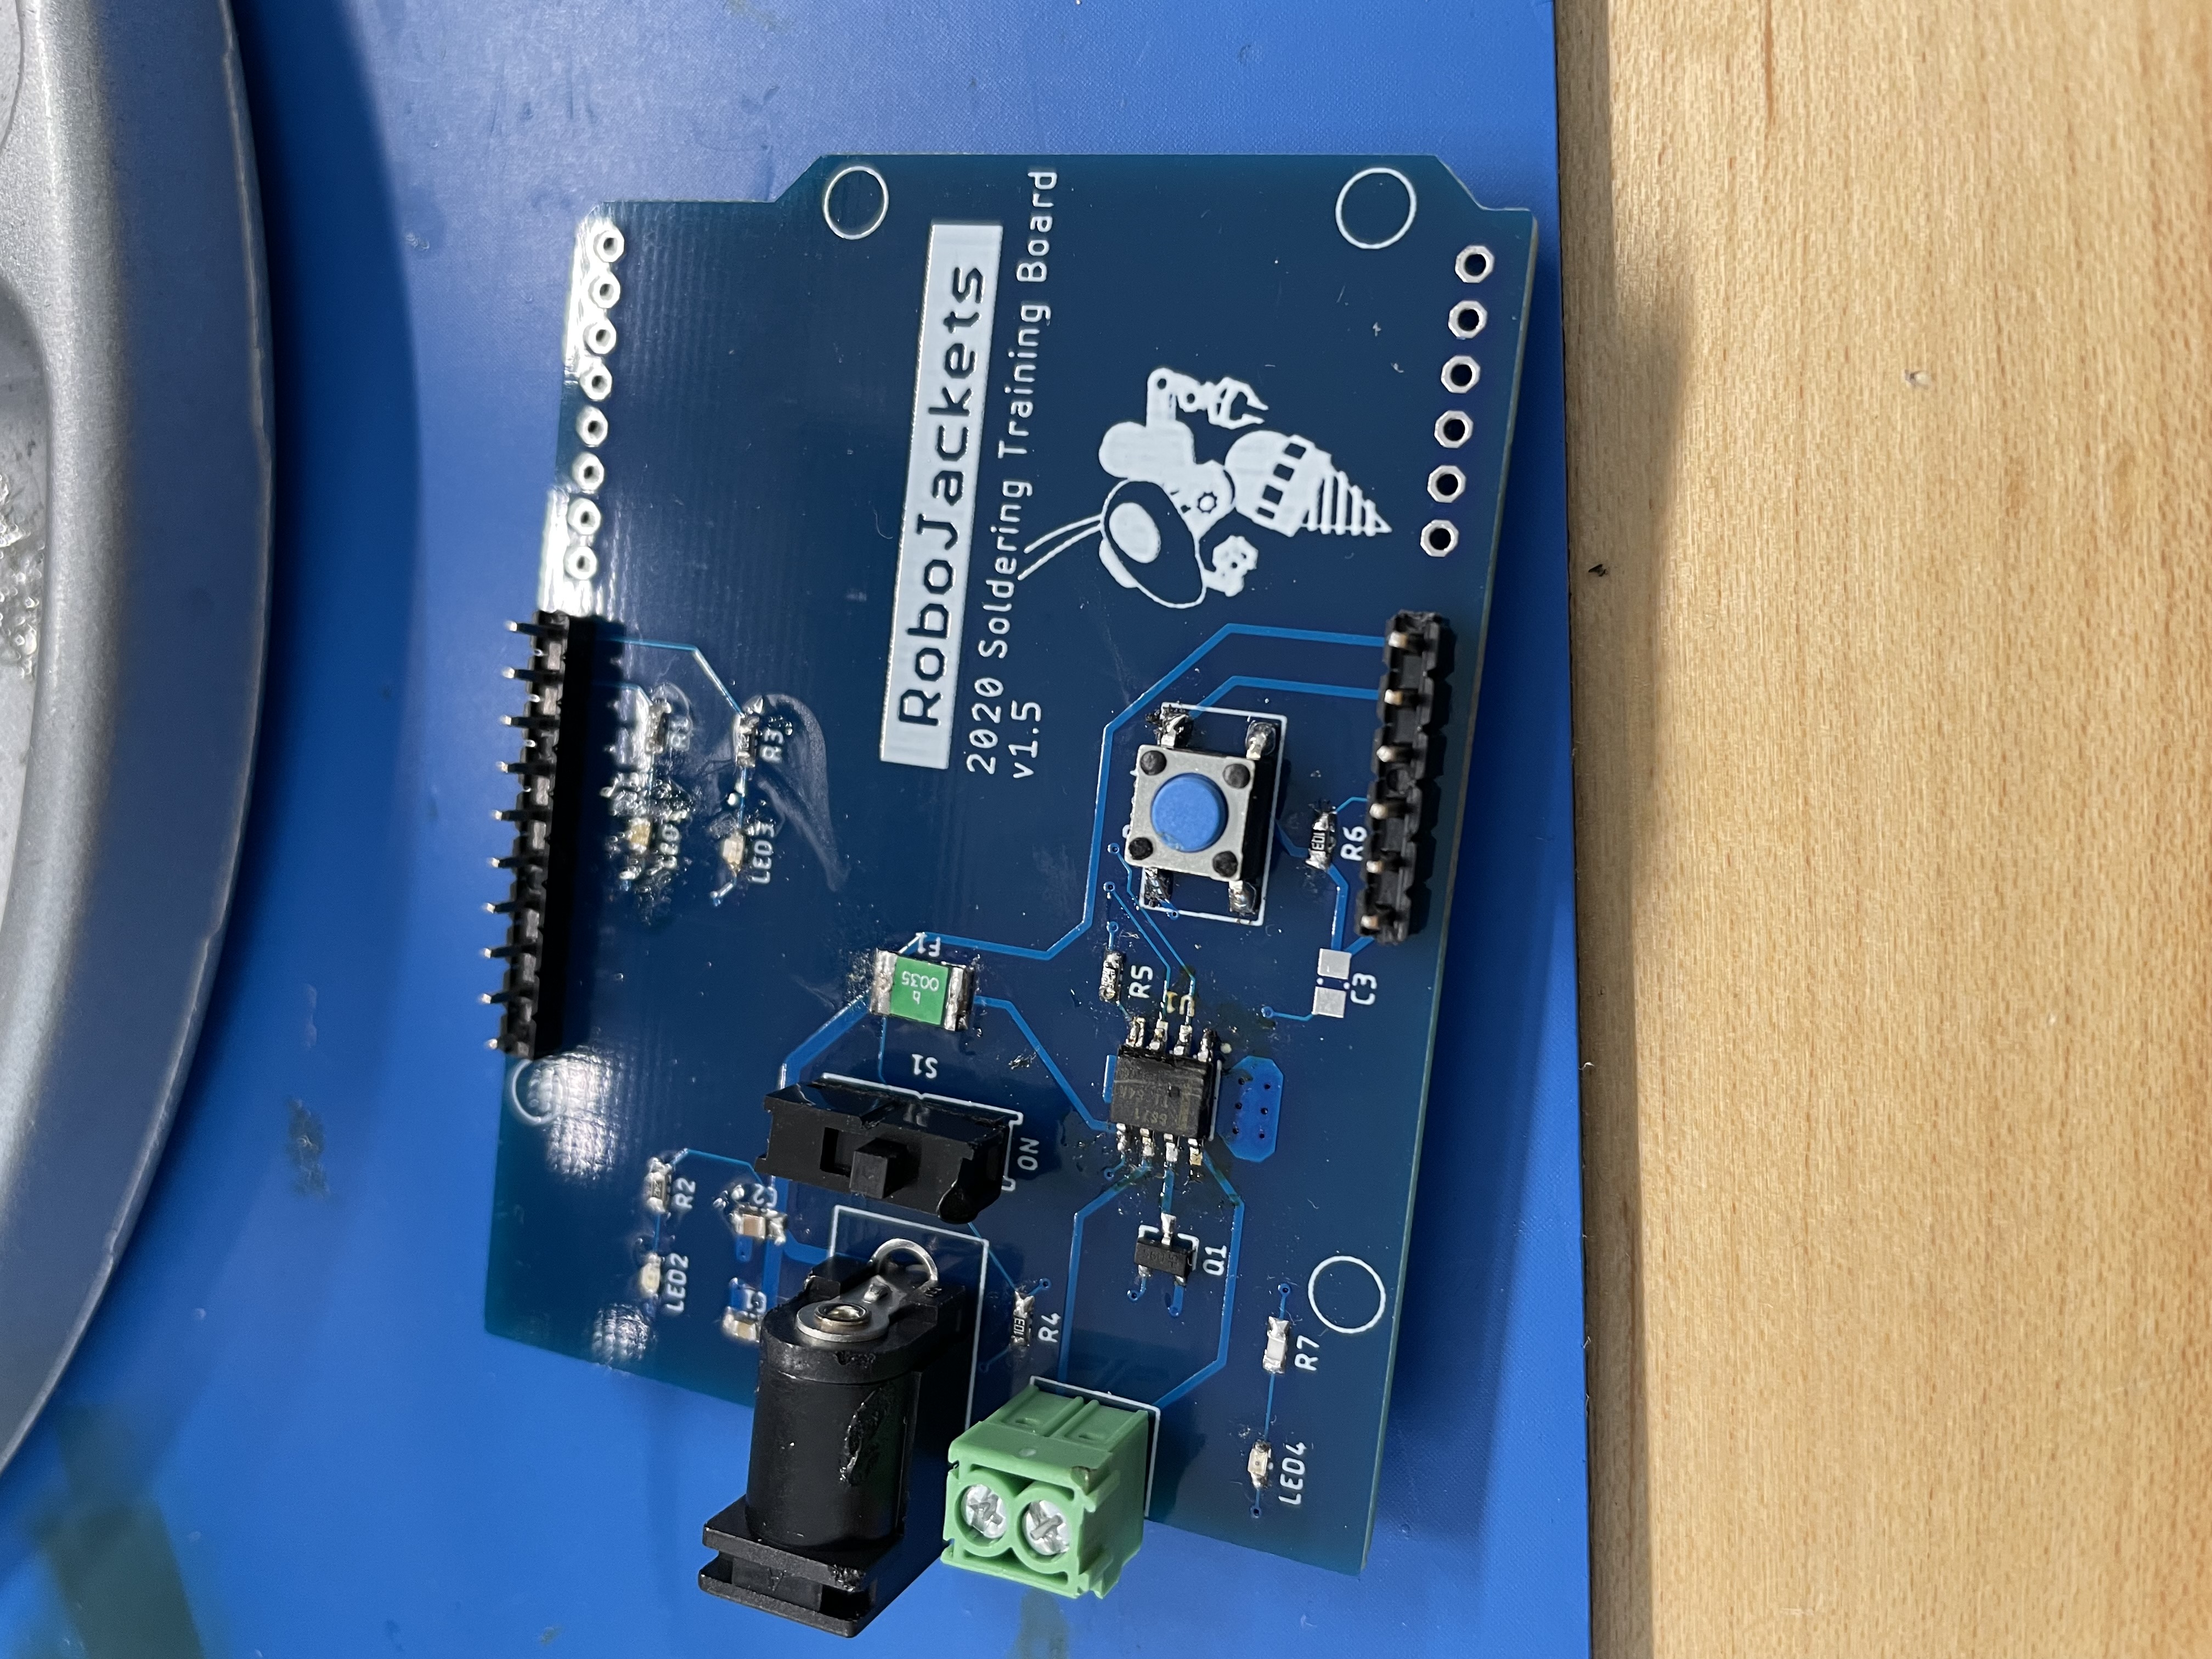 LED2
R2
R1
C2
LED3
R3
RoboJackets
2020 Soldering Training Board
v1.5
S1
h
0035
F1
ON
103
R4
R5
U1
Q1
LED4
R7
C3
R6